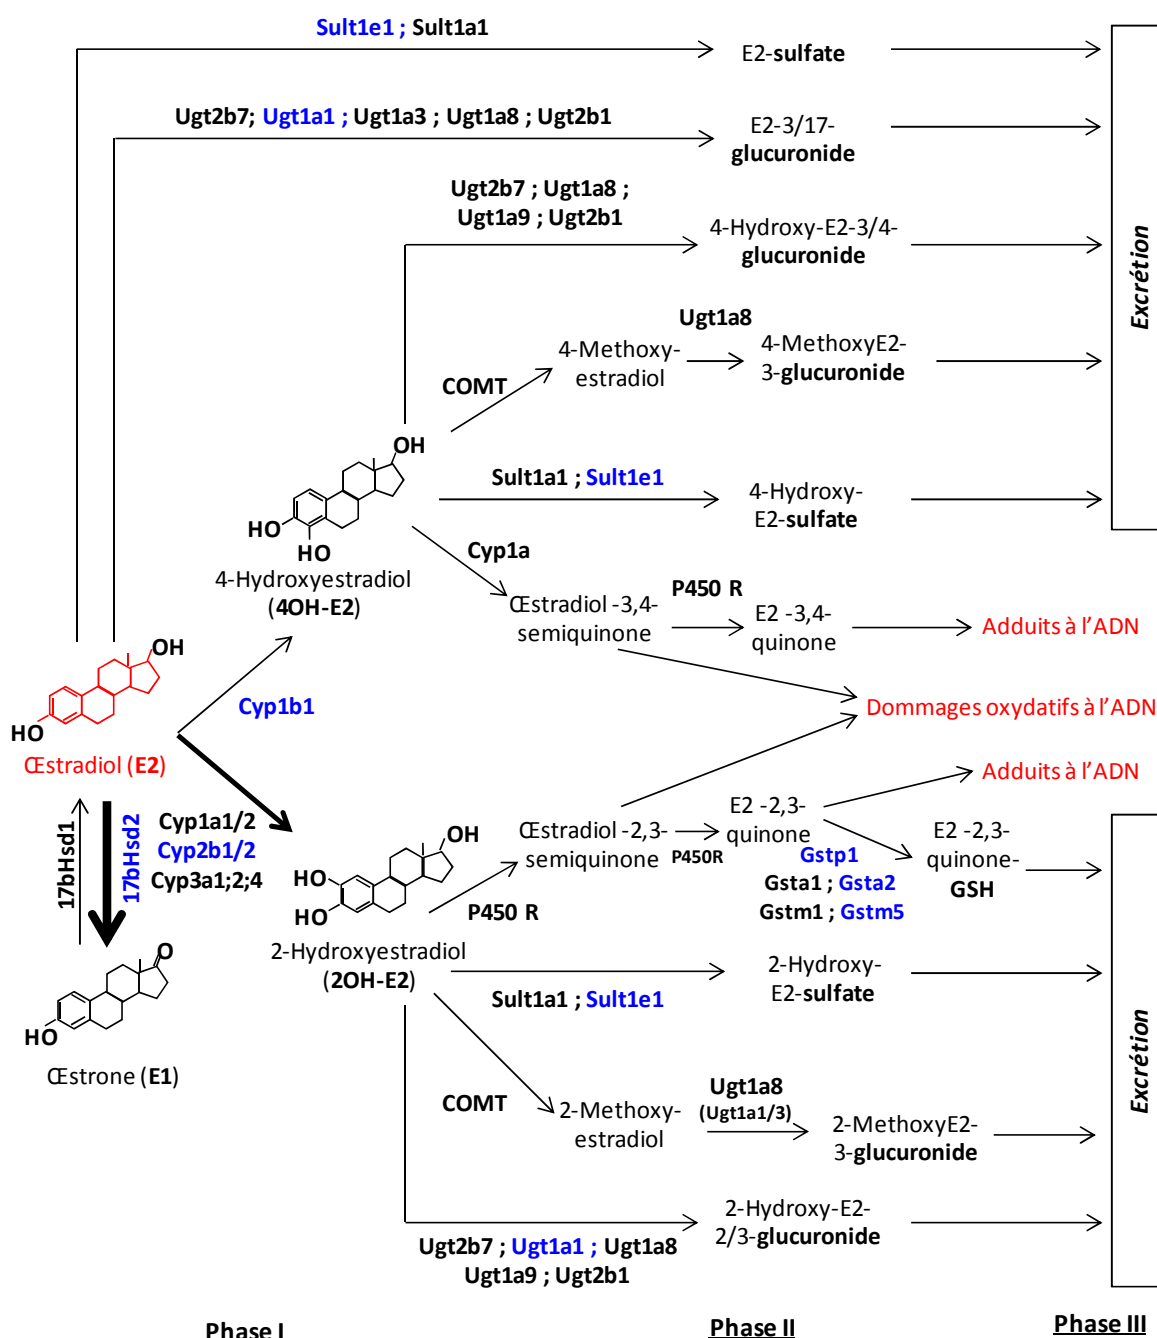 Sult1e1 ; Sult1a1
E2-sulfate
Ugt2b7; Ugt1a1 ; Ugt1a3 ; Ugt1a8 ; Ugt2b1
E2-3/17-
glucuronide
Ugt2b7 ; Ugt1a8 ;
Ugt1a9 ; Ugt2b1
4-Hydroxy-E2-3/4-
glucuronide
Excrétion
Ugt1a8
4-Methoxy-
estradiol
4-MethoxyE2-
3-glucuronide
COMT
OH
HO
HO
Sult1a1 ; Sult1e1
4-Hydroxy-
E2-sulfate
Cyp1a
4-Hydroxyestradiol
(4OH-E2)
P450 R
Œstradiol -3,4-
semiquinone
E2 -3,4-
quinone
Adduits à l'ADN
OH
HO
Œstradiol (E2)
Cyp1b1
Dommages oxydatifs à l'ADN
Adduits à l'ADN
17bHsd1
17bHsd2
Cyp1a1/2
Cyp2b1/2
Cyp3a1;2;4
OH
HO
HO
Œstradiol -2,3-
semiquinone
P450R
E2 -2,3-
quinone
Gstp1
Gsta1 ; Gsta2
Gstm1 ; Gstm5
E2 -2,3-
quinone-
GSH
P450 R
2-Hydroxyestradiol
(2OH-E2)
O
HO
Œstrone (E1)
Sult1a1 ; Sult1e1
2-Hydroxy-
E2-sulfate
Excrétion
COMT
2-Methoxy-
estradiol
Ugt1a8
(Ugt1a1/3)
2-MethoxyE2-
3-glucuronide
2-Hydroxy-E2-
2/3-glucuronide
Ugt2b7 ; Ugt1a1 ; Ugt1a8
Ugt1a9 ; Ugt2b1
Phase I
Phase II
Phase III